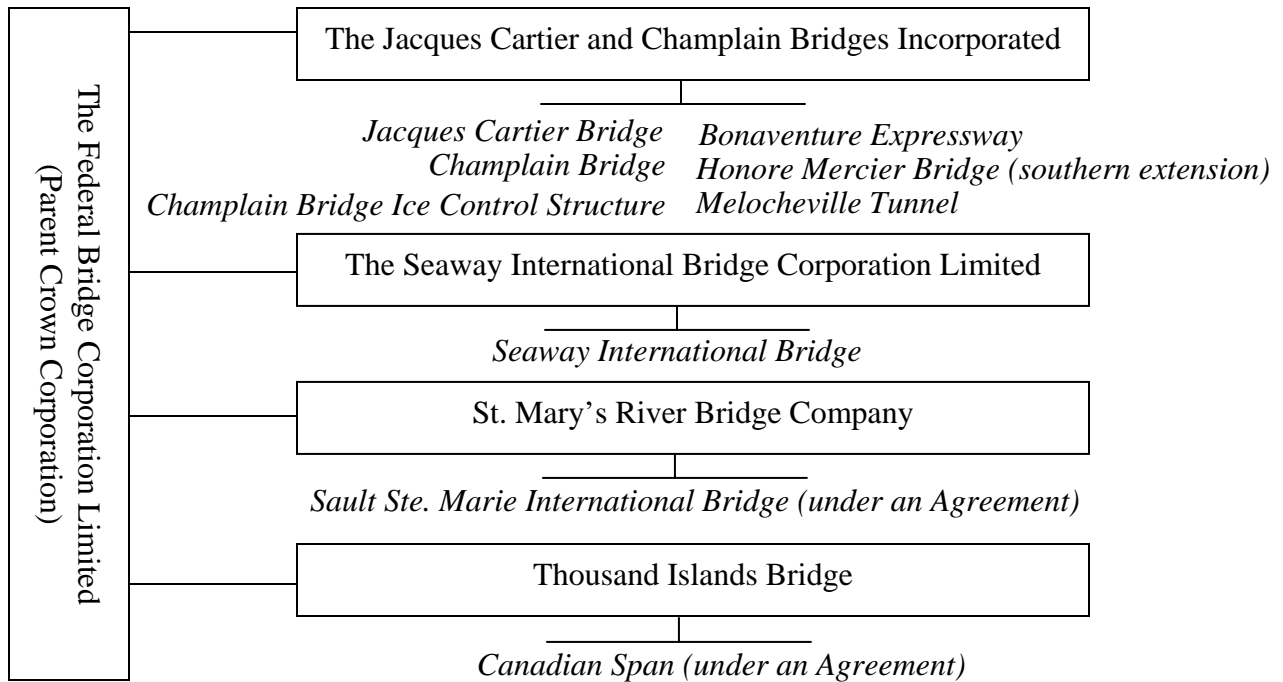 The Federal Bridge Corporation Limited
(Parent Crown Corporation)
The Jacques Cartier and Champlain Bridges Incorporated
Jacques Cartier Bridge
Champlain Bridge
Champlain Bridge Ice Control Structure
Bonaventure Expressway
Honore Mercier Bridge (southern extension)
Melocheville Tunnel
The Seaway International Bridge Corporation Limited
Seaway International Bridge
St. Mary’s River Bridge Company
Sault Ste. Marie International Bridge (under an Agreement)
Thousand Islands Bridge
Canadian Span (under an Agreement)